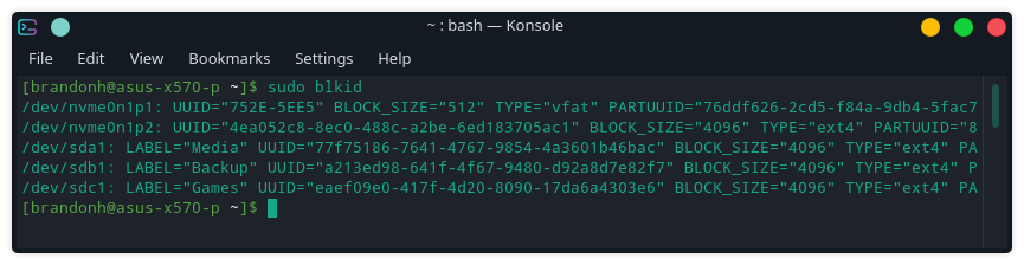 ~ : bash — Konsole
File Edit View Bookmarks Settings Help
[brandonh@asus-x570-p ~]$ sudo blkid
/dev/nvme0n1p1: UUID="752E-5EE5" BLOCK_SIZE="512" TYPE="vfat" PARTUUID="76ddf626-2cd5-f84a-9db4-5fac7
/dev/nvme0n1p2: UUID="4ea052c8-8ec0-488c-a2be-6ed183705ac1" BLOCK_SIZE="4096" TYPE="ext4" PARTUUID="8
/dev/sda1: LABEL="Media" UUID="77f75186-7641-4767-9854-4a3601b46bac" BLOCK_SIZE="4096" TYPE="ext4" PA
/dev/sdb1: LABEL="Backup" UUID="a213ed98-641f-4f67-9480-d92a8d7e82f7" BLOCK_SIZE="4096" TYPE="ext4" P
/dev/sdc1: LABEL="Games" UUID="eaef09e0-417f-4d20-8090-17da6a4303e6" BLOCK_SIZE="4096" TYPE="ext4" PA
[brandonh@asus-x570-p ~]$